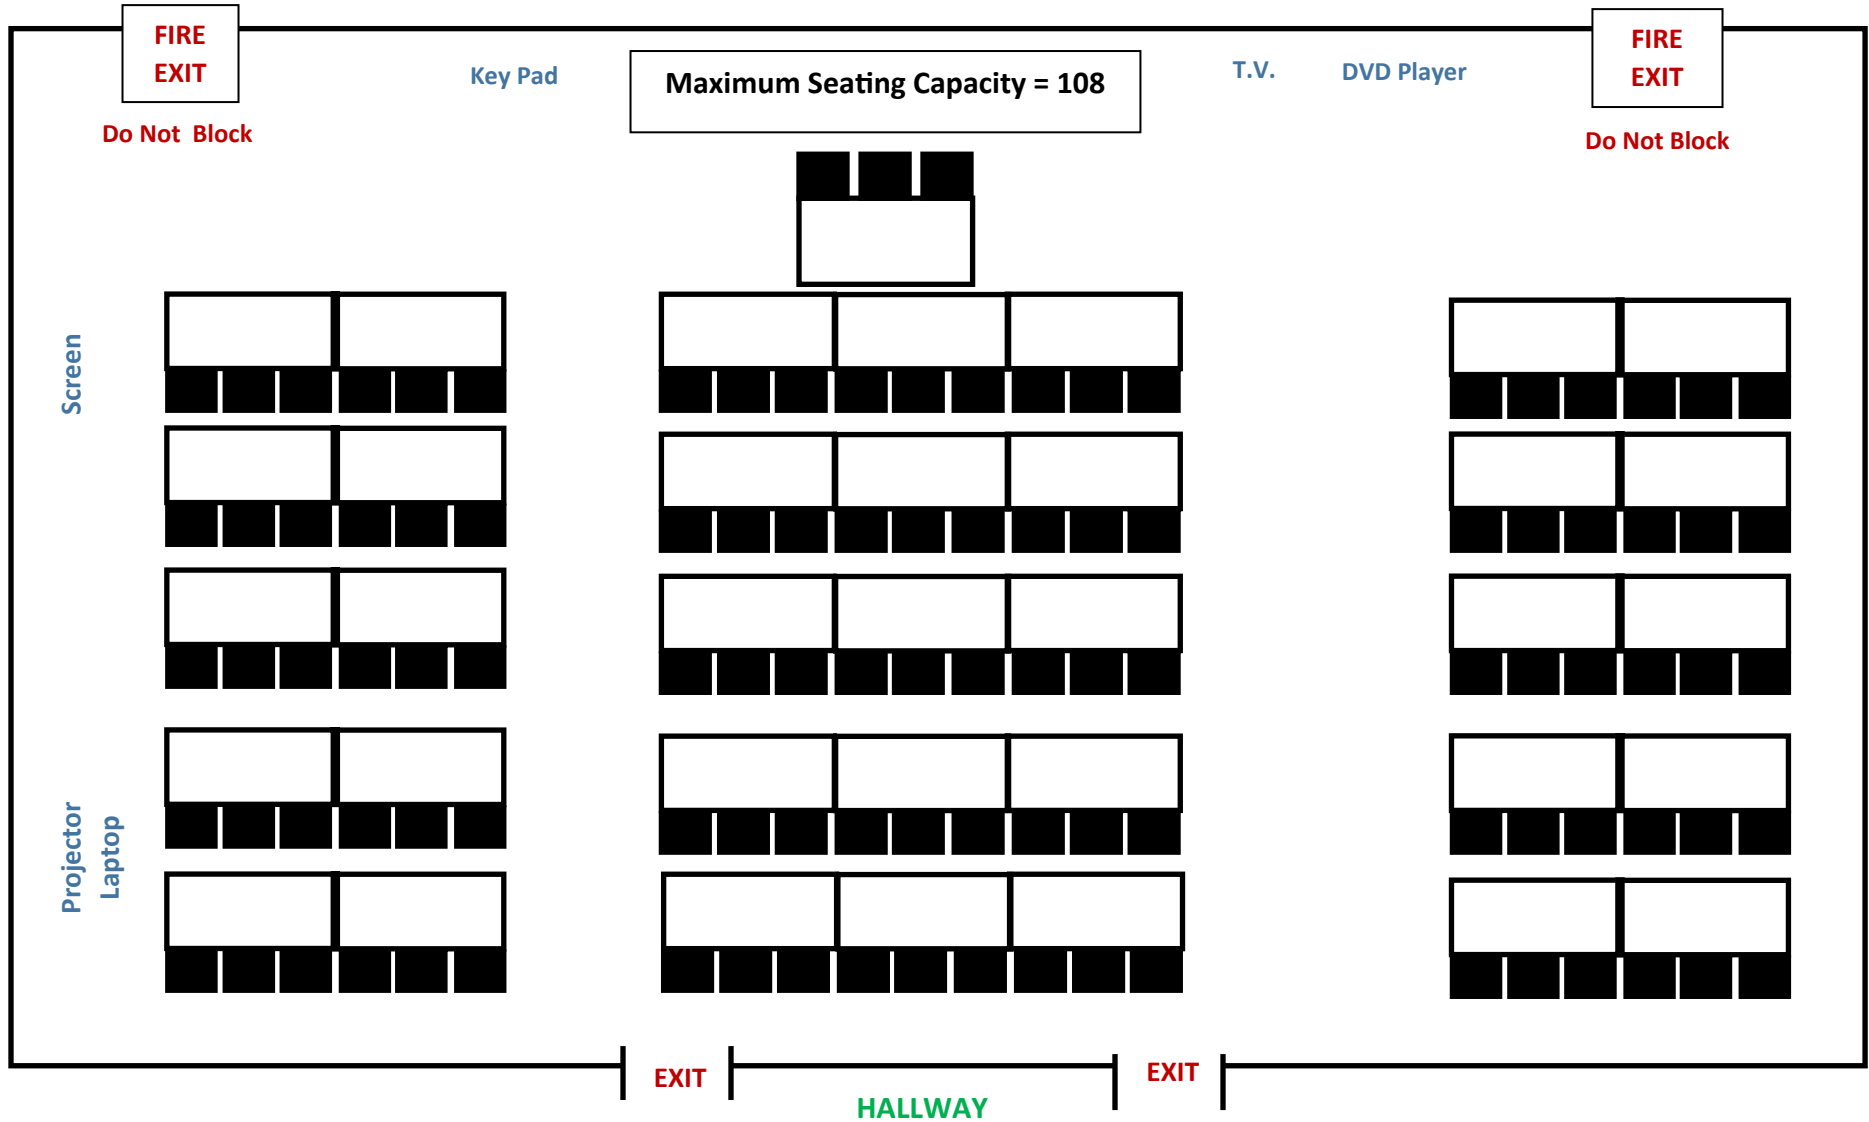 FIRE
EXIT
Do Not Block
Key Pad
Maximum Seating Capacity = 108
T.V.
DVD Player
FIRE
EXIT
Do Not Block
Screen
Projector
Laptop
EXIT
EXIT
HALLWAY